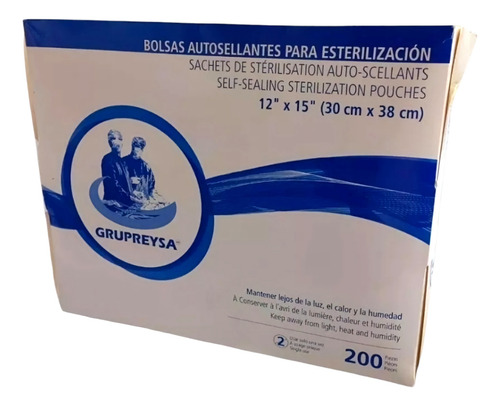 BOLSAS AUTOSELLANTES PARA ESTERILIZACIÓN
SACHETS DE STÉRILISATION AUTO-SCELLANTS
SELF-SEALING STERILIZATION POUCHES
12" x 15" (30 cm x 38 cm)
GRUPREYSA
Mantener lejos de la luz, el calor y la humedad
À Conserver à l'avri de la lumière, chaleur et humidité
Keep away from light, heat and humidity
2
200